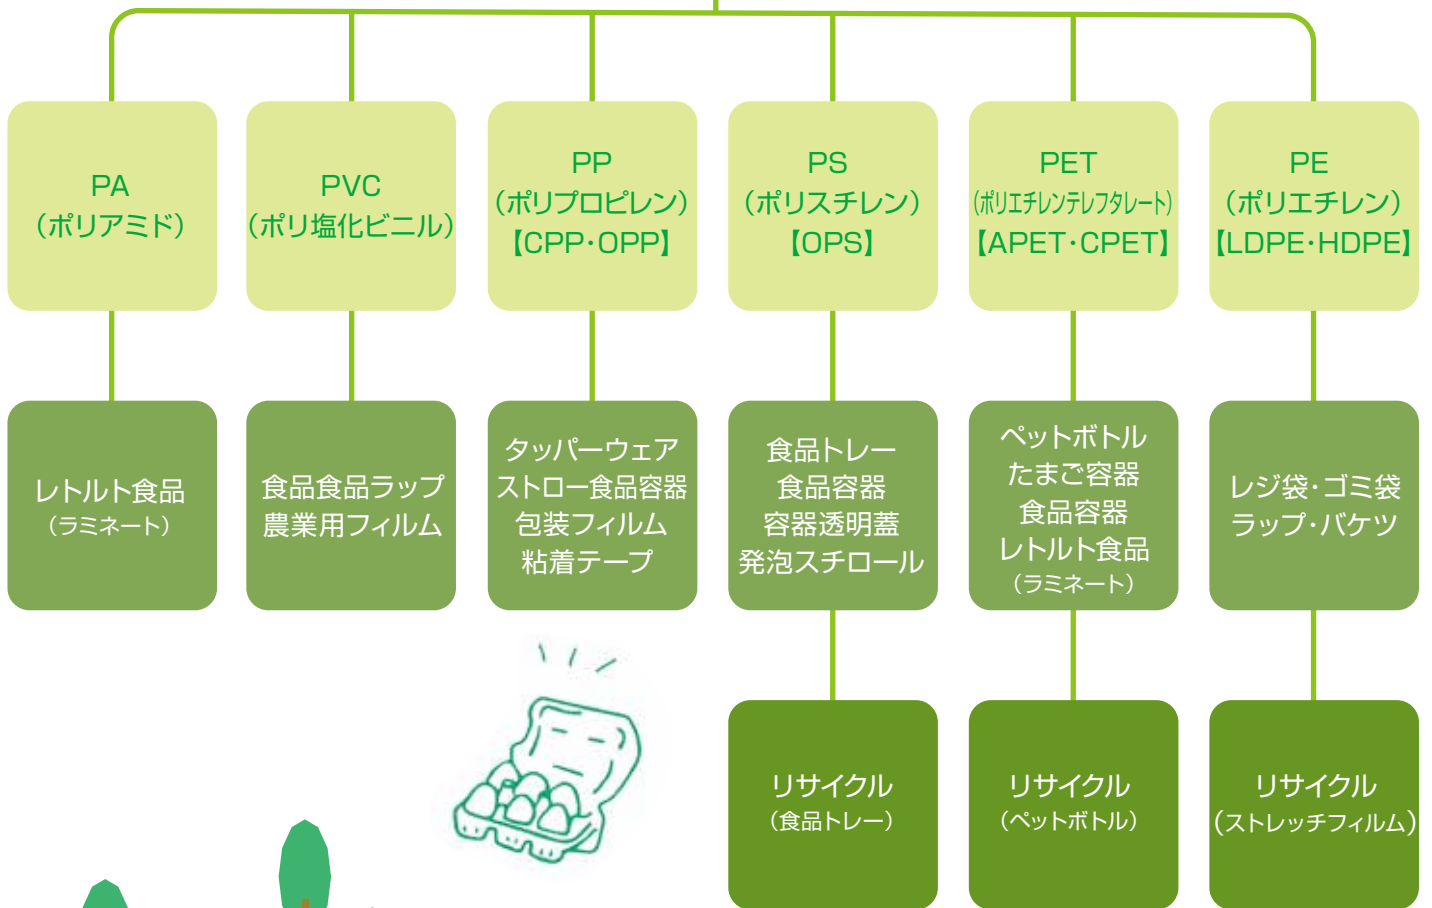 PA
（ポリアミド）
PVC
（ポリ塩化ビニル）
PP
（ポリプロピレン）
【CPP・OPP】
PS
（ポリスチレン）
【OPS】
PET
（ポリエチレンテレフタレート）
【APET・CPET】
PE
（ポリエチレン）
【LDPE・HDPE】
レトルト食品
（ラミネート）
食品食品ラップ
農業用フィルム
タッパーウェア
ストロー食品容器
包装フィルム
粘着テープ
食品トレー
食品容器
容器透明蓋
発泡スチロール
ペットボトル
たまご容器
食品容器
レトルト食品
（ラミネート）
レジ袋・ゴミ袋
ラップ・バケツ
リサイクル
（食品トレー）
リサイクル
（ペットボトル）
リサイクル
（ストレッチフィルム）